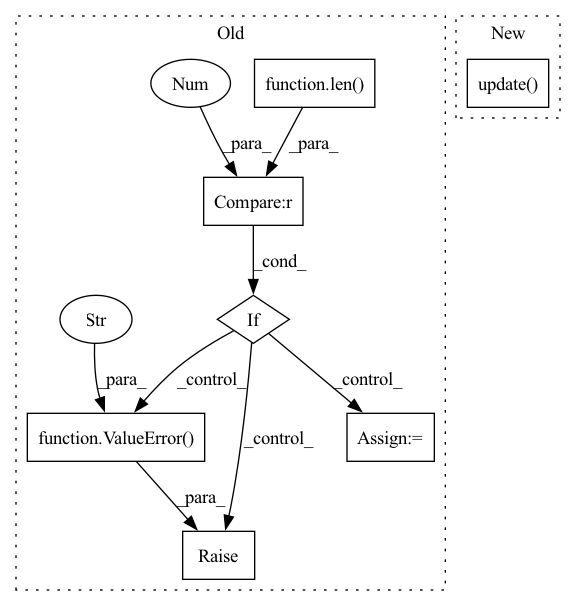 Old
New
Num
function.len()
update()
_para_
_para_
Compare:r
_cond_
Str
If
_para_
_control_
_control_
function.ValueError()
_control_
Assign:=
_para_
Raise